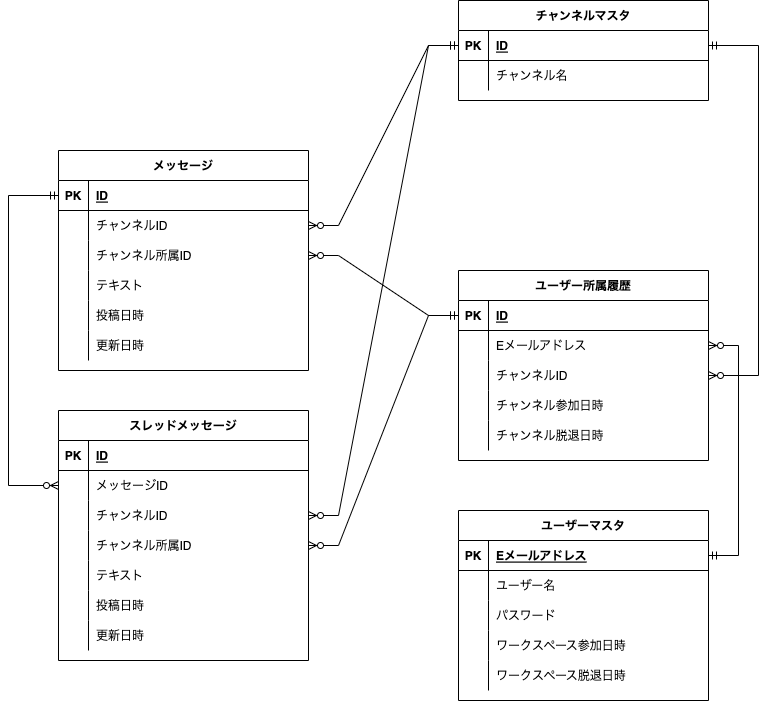 チャンネルマスタ
PK ID
チャンネル名
メッセージ
PK ID
チャンネルID
チャンネル所属ID
テキスト
投稿日時
更新日時
ユーザー所属履歴
PK ID
Eメールアドレス
チャンネルID
チャンネル参加日時
チャンネル脱退日時
スレッドメッセージ
PK ID
メッセージID
チャンネルID
チャンネル所属ID
テキスト
投稿日時
更新日時
ユーザーマスタ
PK Eメールアドレス
ユーザー名
パスワード
ワークスペース参加日時
ワークスペース脱退日時